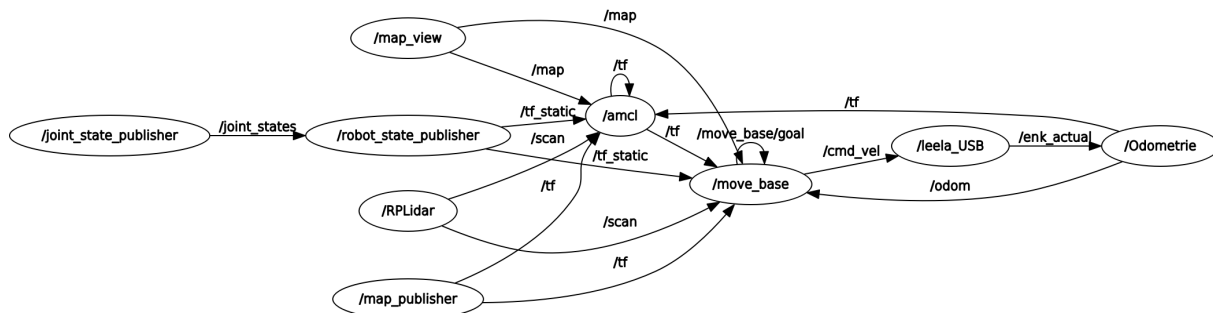 /map
/map_view
/map
/tf
/tf_static
/amcl
/tf
/joint_state_publisher
/joint_states
/robot_state_publisher
/scan
/tf
/move_base/goal
/leela_USB
/enk_actual
/Odometrie
/tf_static
/cmd_vel
/tf
/move_base
/odom
/RPLidar
/scan
/tf
/map_publisher